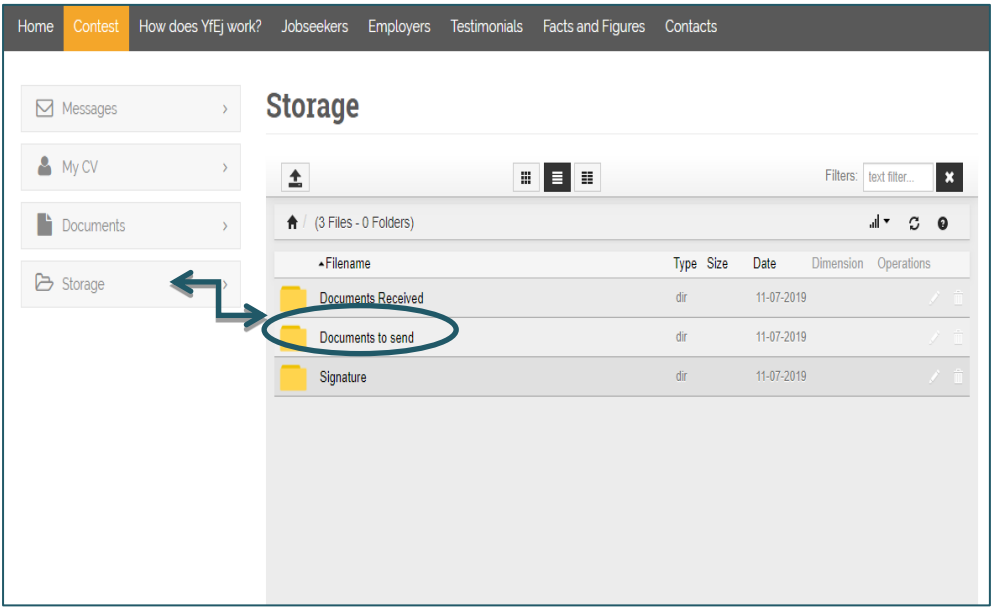 Home Contest How does YfEj work? Jobseekers Employers Testimonials Facts and Figures Contacts
Messages
My CV
Documents
Storage
Storage
Filters: text filter...
/ (3 Files - 0 Folders)
Filename Type Size Date Dimension Operations
Documents Received dir 11-07-2019
Documents to send dir 11-07-2019
Signature dir 11-07-2019